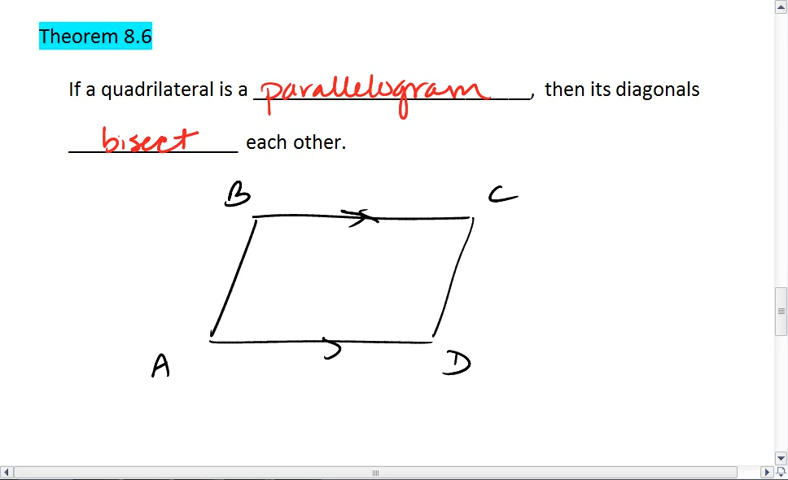 Theorem 8.6
If a quadrilateral is a parallelogram, then its diagonals
bisect each other.
B C
A D